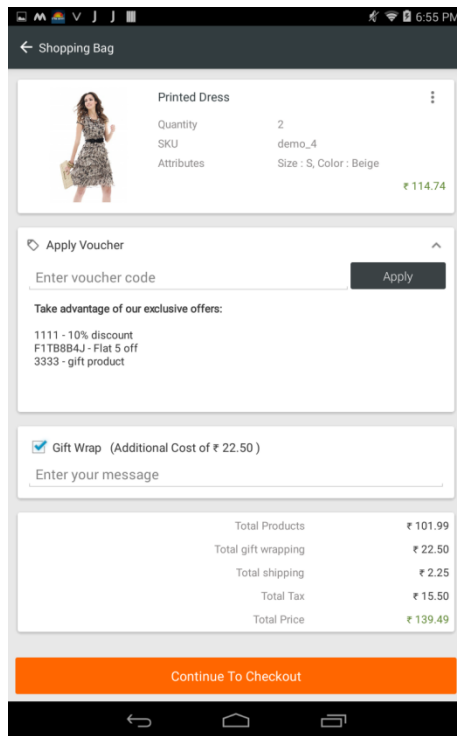 6:55 PM
Shopping Bag
Printed Dress
Quantity 2
SKU demo_4
Attributes Size : S, Color : Beige
₹ 114.74
Apply Voucher
Enter voucher code Apply
Take advantage of our exclusive offers:
1111 - 10% discount
F1TB8B4J - Flat 5 off
3333 - gift product
Gift Wrap (Additional Cost of ₹ 22.50 )
Enter your message
Total Products ₹ 101.99
Total gift wrapping ₹ 22.50
Total shipping ₹ 2.25
Total Tax ₹ 15.50
Total Price ₹ 139.49
Continue To Checkout